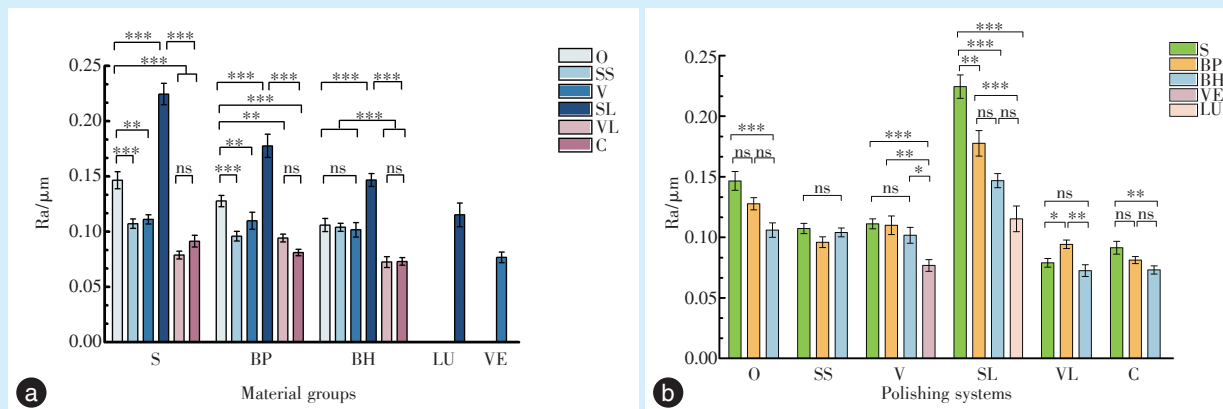 *** *** *** *** *** *** *** *** O
SS
V
SL
VL
C
*** *** ** *** *** ** ns *** ns ns ns
Ra/μm
0.25
0.20
0.15
0.10
0.05
0.00
S BP BH LU VE
Material groups
a
*** S
BP
BH
VE
LU
*** ** *** *** ns ns *** ** * ns ns ns ns ns * ** ** ns ns
Ra/μm
0.25
0.20
0.15
0.10
0.05
0.00
O SS V SL VL C
Polishing systems
b